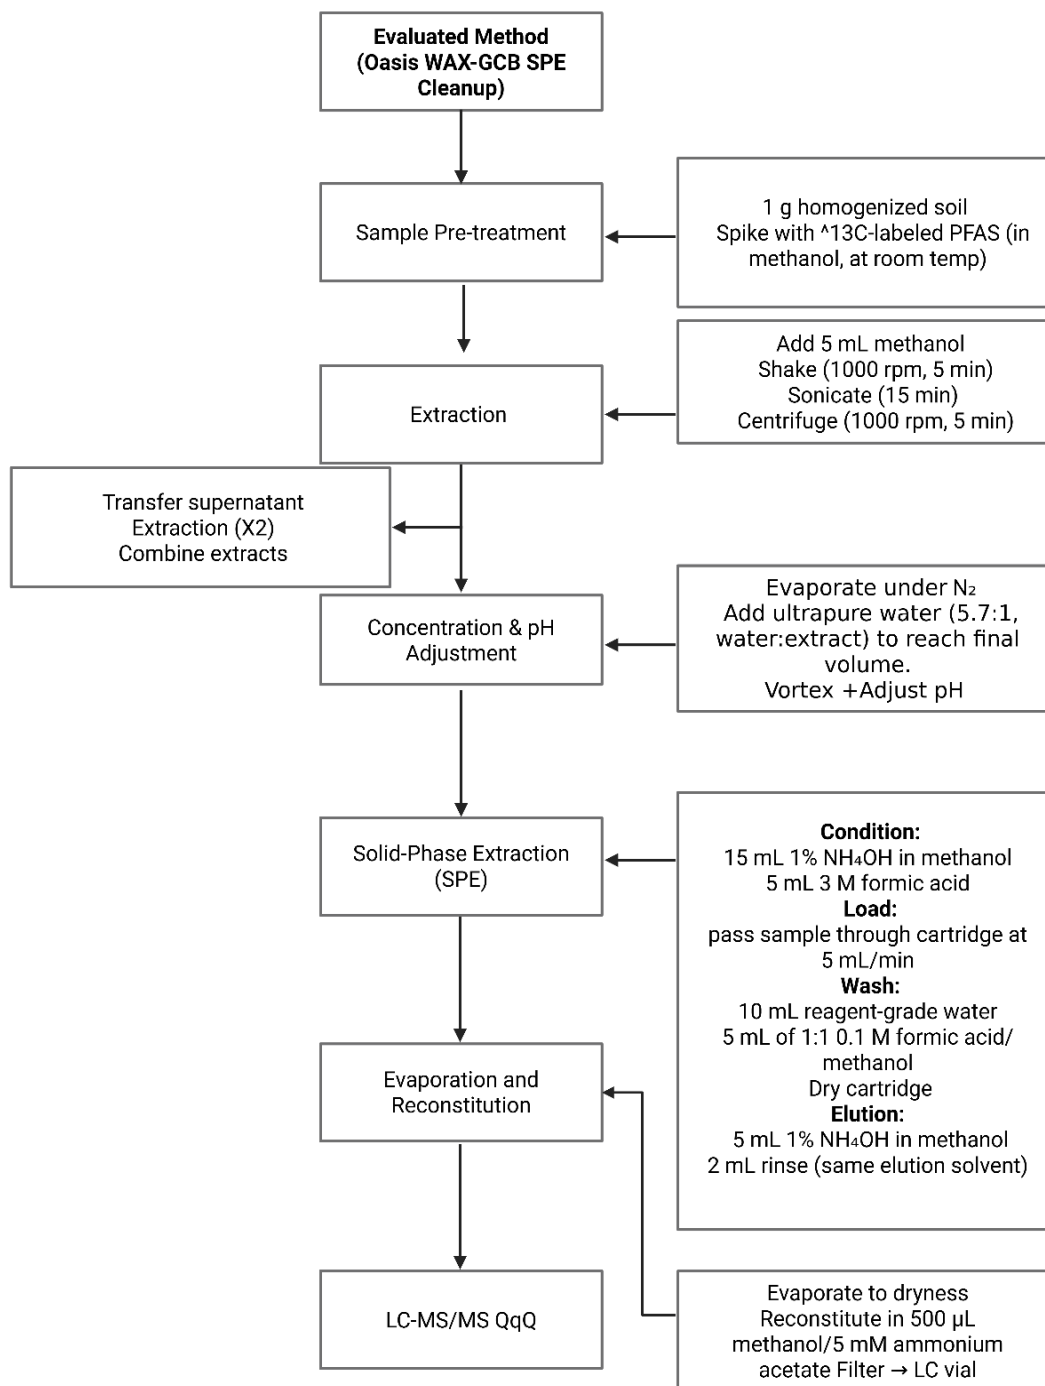 Evaluated Method
(Oasis WAX-GCB SPE
Cleanup)
Sample Pre-treatment
1 g homogenized soil
Spike with ^13C-labeled PFAS (in
methanol, at room temp)
Extraction
Add 5 mL methanol
Shake (1000 rpm, 5 min)
Sonicate (15 min)
Centrifuge (1000 rpm, 5 min)
Transfer supernatant
Extraction (X2)
Combine extracts
Concentration & pH
Adjustment
Evaporate under N₂
Add ultrapure water (5.7:1,
water:extract) to reach final
volume.
Vortex +Adjust pH
Solid-Phase Extraction
(SPE)
Condition:
15 mL 1% NH₄OH in methanol
5 mL 3 M formic acid
Load:
pass sample through cartridge at
5 mL/min
Wash:
10 mL reagent-grade water
5 mL of 1:1 0.1 M formic acid/
methanol
Dry cartridge
Elution:
5 mL 1% NH₄OH in methanol
2 mL rinse (same elution solvent)
Evaporation and
Reconstitution
Evaporate to dryness
Reconstitute in 500 µL
methanol/5 mM ammonium
acetate Filter → LC vial
LC-MS/MS QqQ